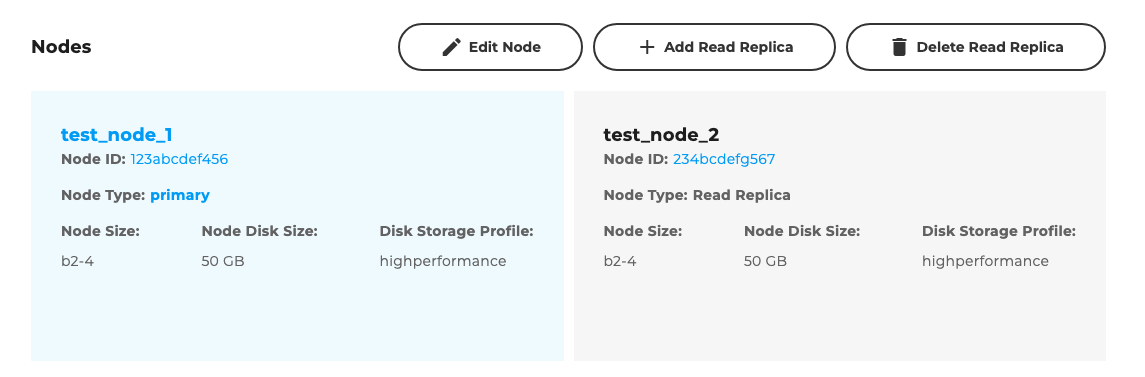 Nodes
Edit Node
Add Read Replica
Delete Read Replica
test_node_1
Node ID: 123abcdef456
Node Type: primary
Node Size: Node Disk Size: Disk Storage Profile:
b2-4 50 GB highperformance
test_node_2
Node ID: 234bcdefg567
Node Type: Read Replica
Node Size: Node Disk Size: Disk Storage Profile:
b2-4 50 GB highperformance